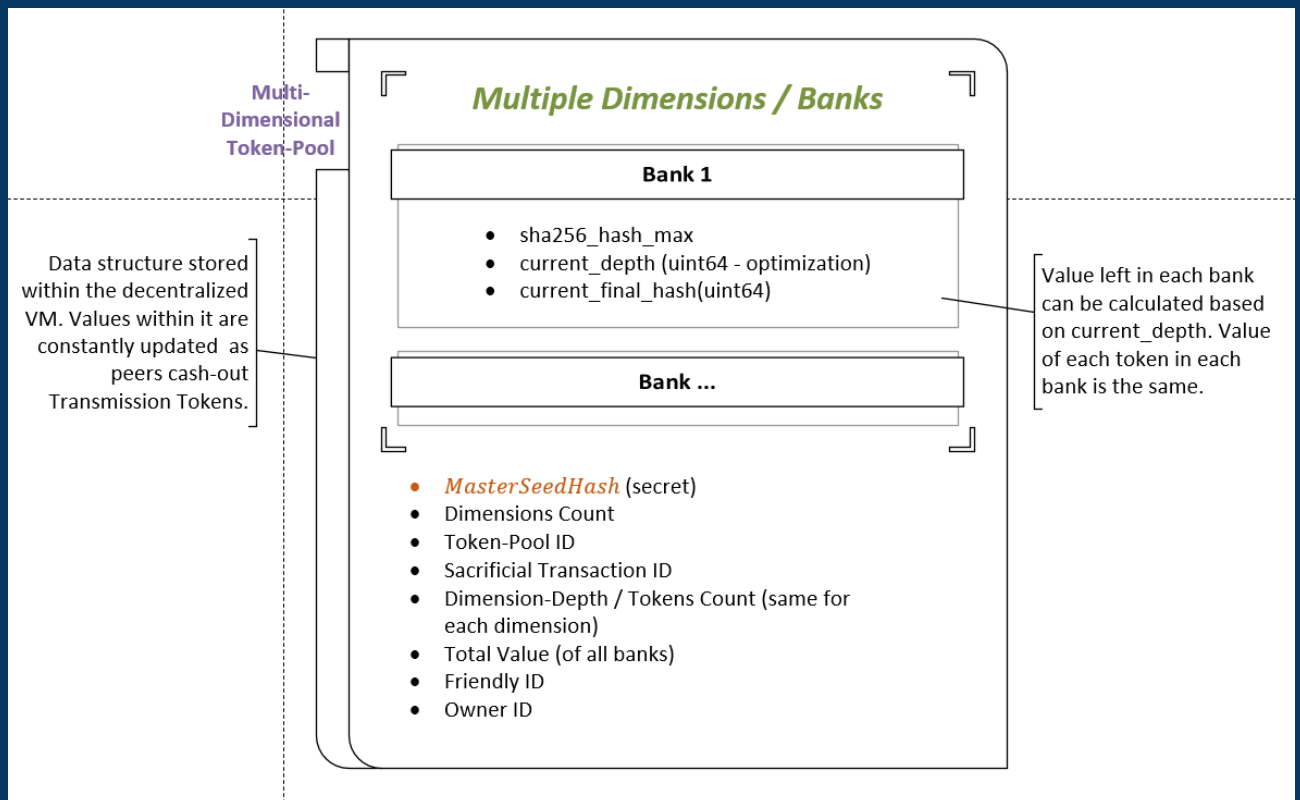 Multi-
Dimensional
Token-Pool
Multiple Dimensions / Banks
Bank 1
• sha256_hash_max
• current_depth (uint64 - optimization)
• current_final_hash(uint64)
Data structure stored
within the decentralized
VM. Values within it are
constantly updated as
peers cash-out
Transmission Tokens.
Value left in each bank
can be calculated based
on current_depth. Value
of each token in each
bank is the same.
Bank ...
• MasterSeedHash (secret)
• Dimensions Count
• Token-Pool ID
• Sacrificial Transaction ID
• Dimension-Depth / Tokens Count (same for
each dimension)
• Total Value (of all banks)
• Friendly ID
• Owner ID